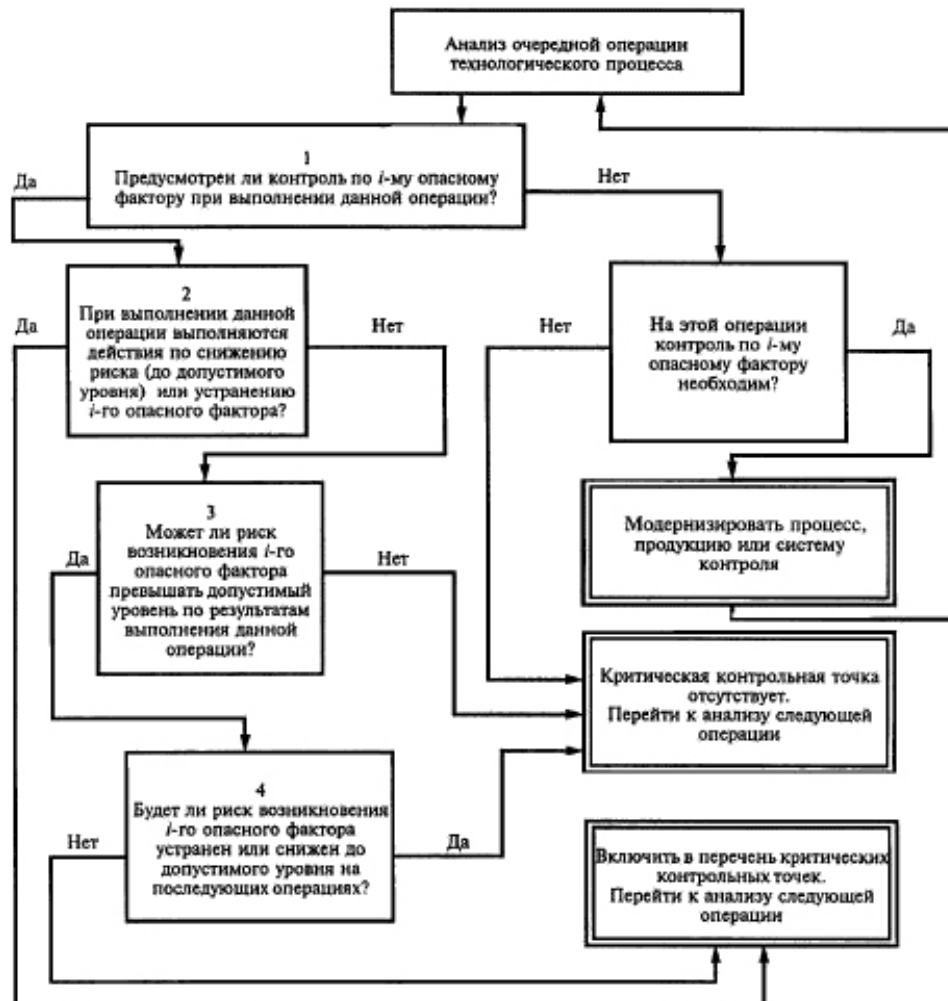 Анализ очередной операции
технологического процесса
1
Предусмотрен ли контроль по i-му опасному
фактору при выполнении данной операции?
Да
Нет
2
При выполнении данной
операции выполняются
действия по снижению
риска (до допустимого
уровня) или устранению
i-го опасного фактора?
Да
Нет
На этой операции
контроль по i-му
опасному фактору
необходим?
Нет
Да
3
Может ли риск
возникновения i-го
опасного фактора
превышать допустимый
уровень по результатам
выполнения данной
операции?
Да
Нет
Модернизировать процесс,
продукцию или систему
контроля
Критическая контрольная точка
отсутствует.
Перейти к анализу следующей
операции
4
Будет ли риск возникновения
i-го опасного фактора
устранен или снижен до
допустимого уровня на
последующих операциях?
Нет
Да
Включить в перечень критических
контрольных точек.
Перейти к анализу следующей
операции